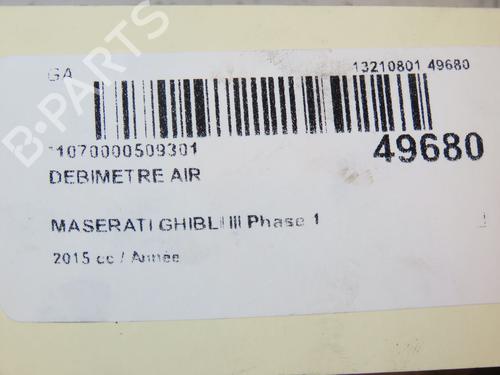 GA
13210801 49680
*1070000509301
49680
DEBIMETRE AIR
MASERATI GHIBLI III Phase 1
2015 cc / Année
B-PARTS